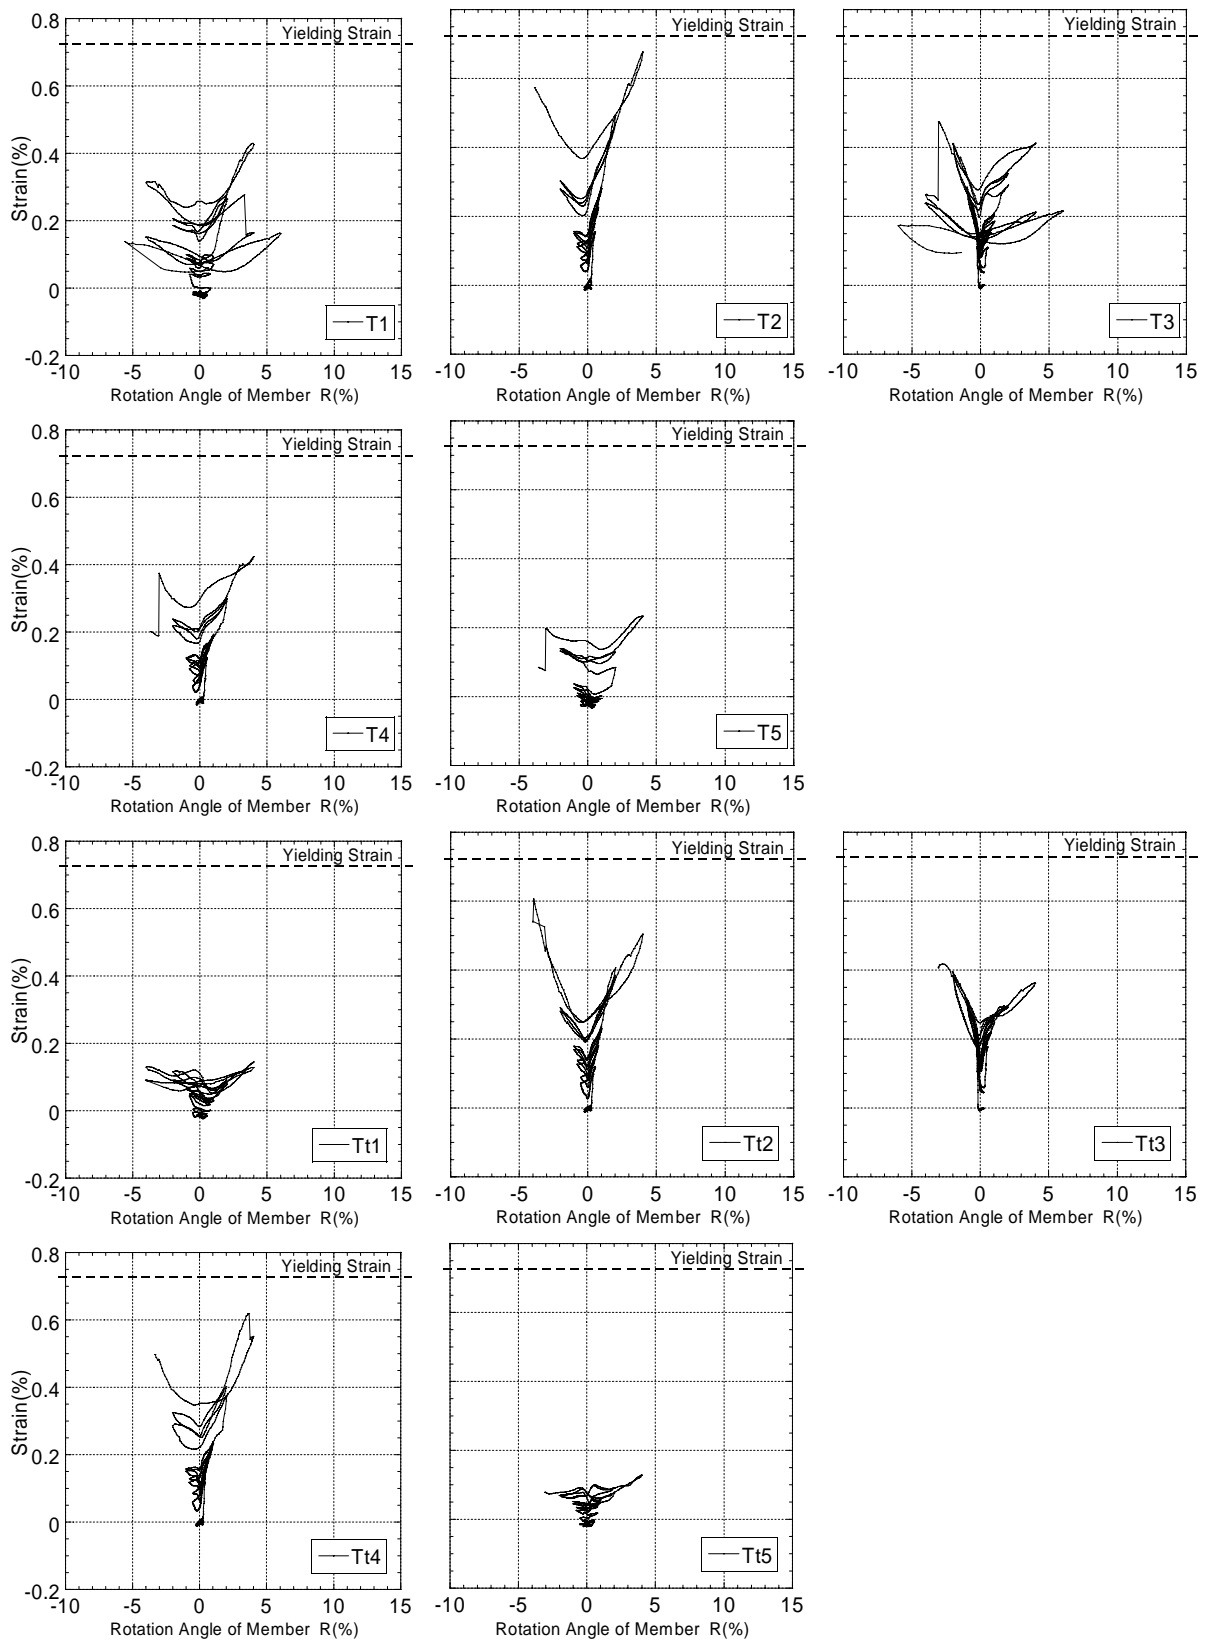 0.8
Yielding Strain
Yielding Strain
Yielding Strain
0.6
0.4
Strain(%)
0.2
0
T1
T2
T3
-0.2
-10 -5 0 5 10 15
-10 -5 0 5 10 15
-10 -5 0 5 10 15
Rotation Angle of Member R(%)
Rotation Angle of Member R(%)
Rotation Angle of Member R(%)
0.8
Yielding Strain
Yielding Strain
0.6
0.4
Strain(%)
0.2
0
T4
T5
-0.2
-10 -5 0 5 10 15
-10 -5 0 5 10 15
Rotation Angle of Member R(%)
Rotation Angle of Member R(%)
0.8
Yielding Strain
Yielding Strain
Yielding Strain
0.6
0.4
Strain(%)
0.2
0
Tt1
Tt2
Tt3
-0.2
-10 -5 0 5 10 15
-10 -5 0 5 10 15
-10 -5 0 5 10 15
Rotation Angle of Member R(%)
Rotation Angle of Member R(%)
Rotation Angle of Member R(%)
0.8
Yielding Strain
Yielding Strain
0.6
0.4
Strain(%)
0.2
0
Tt4
Tt5
-0.2
-10 -5 0 5 10 15
-10 -5 0 5 10 15
Rotation Angle of Member R(%)
Rotation Angle of Member R(%)